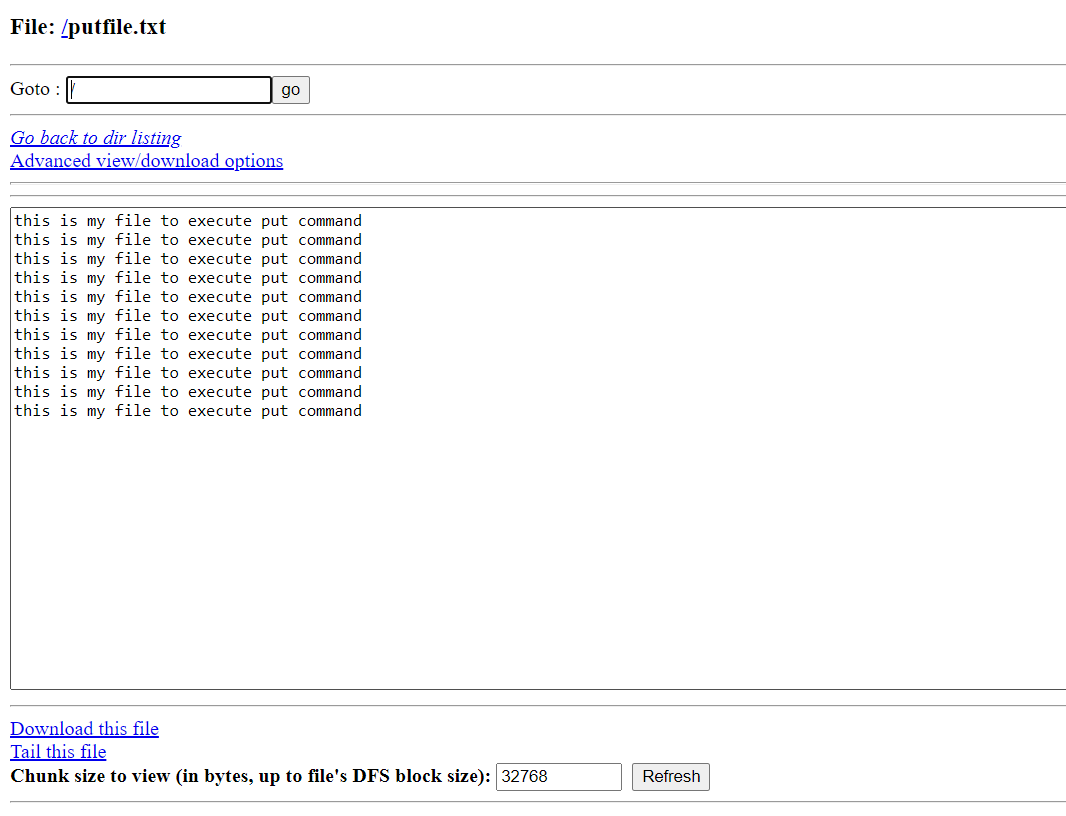 File: /putfile.txt
Goto : / go
Go back to dir listing
Advanced view/download options
this is my file to execute put command
this is my file to execute put command
this is my file to execute put command
this is my file to execute put command
this is my file to execute put command
this is my file to execute put command
this is my file to execute put command
this is my file to execute put command
this is my file to execute put command
this is my file to execute put command
this is my file to execute put command
Download this file
Tail this file
Chunk size to view (in bytes, up to file's DFS block size): 32768 Refresh